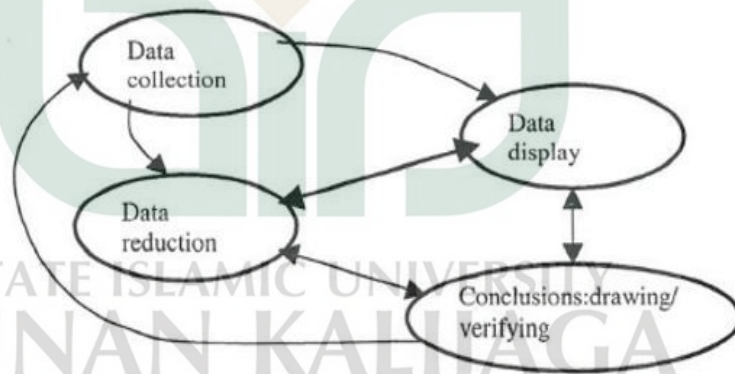 Data
collection
Data
display
Data
reduction
Conclusions:drawing/
verifying
STATE ISLAMIC UNIVERSITY
NAN KALIJAGA